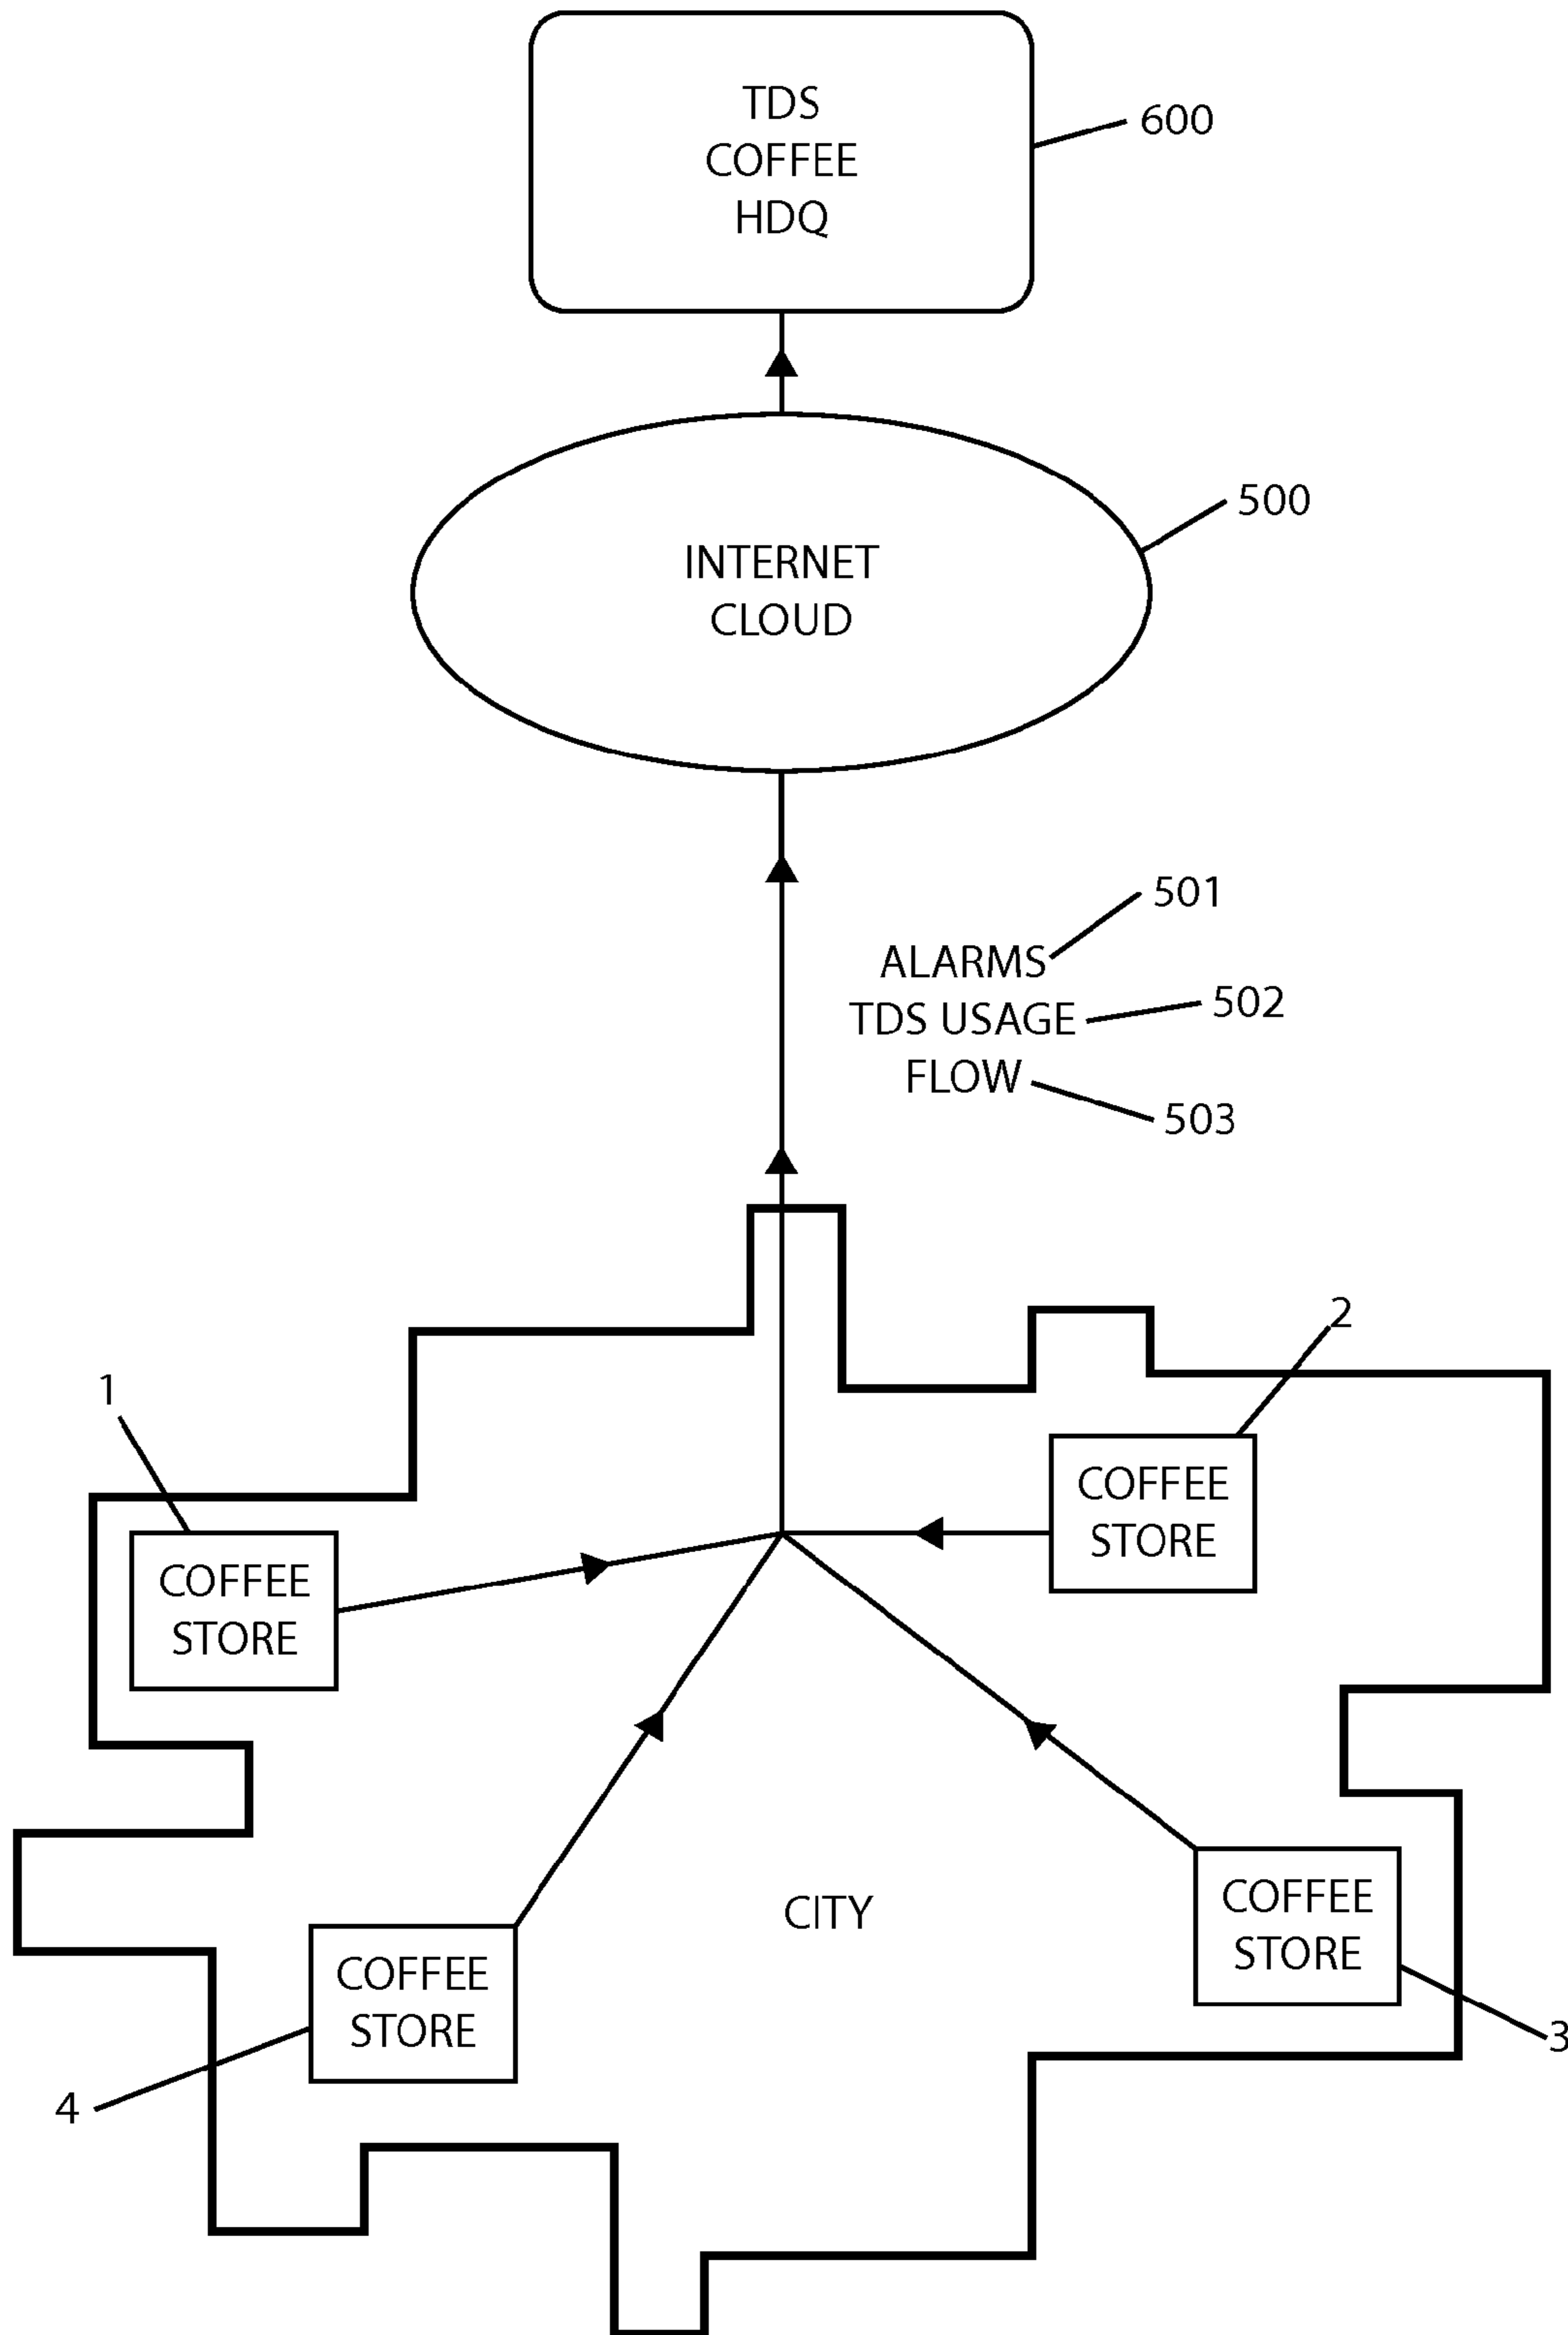 TDS
COFFEE
HDQ
600
500
INTERNET
CLOUD
501
ALARMS
502
TDS USAGE
FLOW
503
2
1
COFFEE
STORE
COFFEE
STORE
CITY
COFFEE
STORE
3
COFFEE
STORE
4